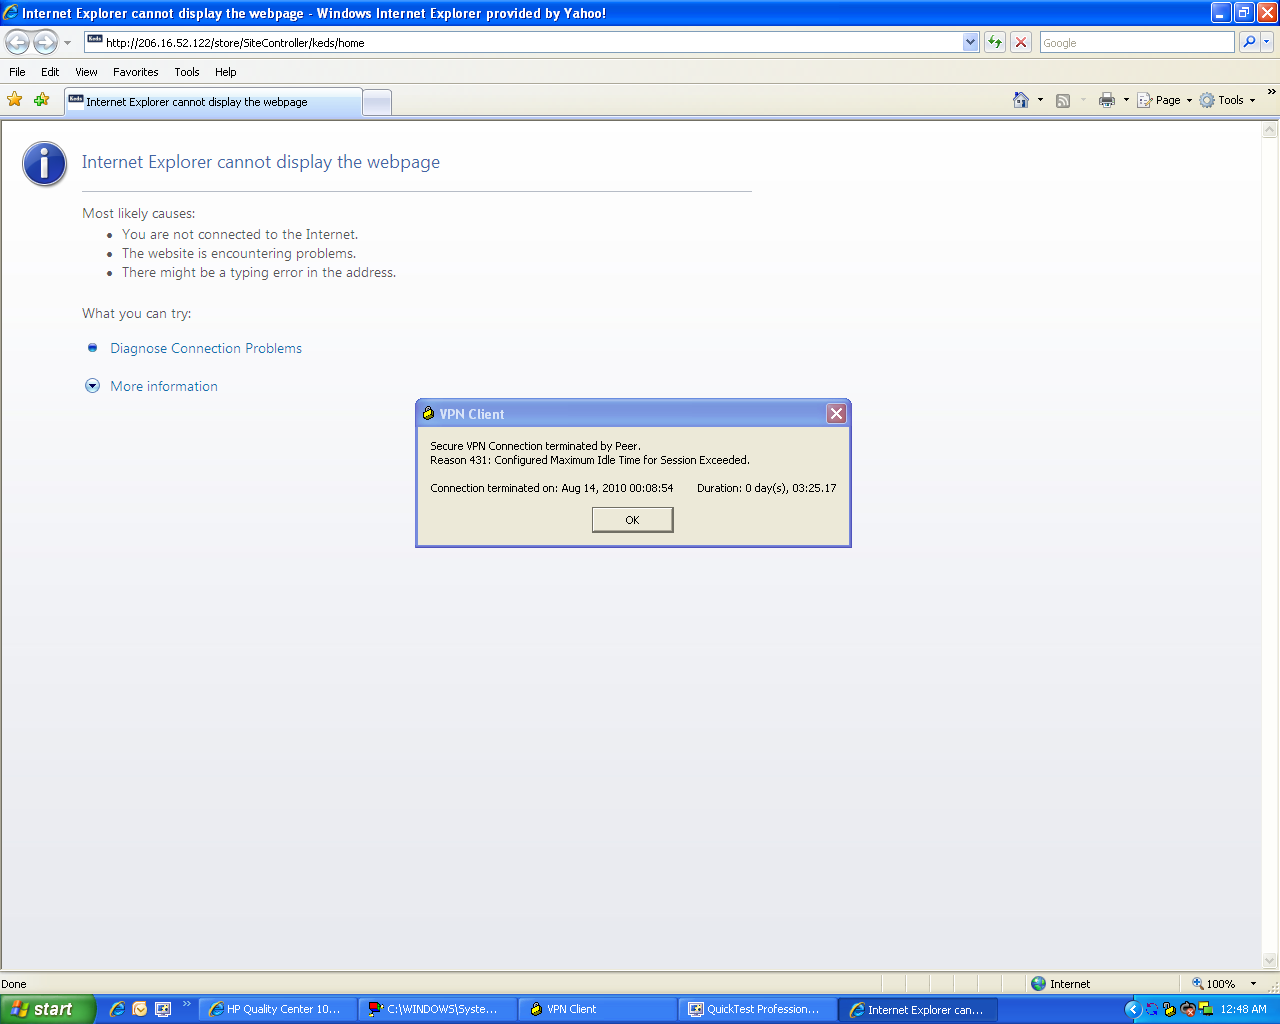 Internet Explorer cannot display the webpage - Windows Internet Explorer provided by Yahoo!
Keds http://206.16.52.122/store/SiteController/keds/home Google
File Edit View Favorites Tools Help
Keds Internet Explorer cannot display the webpage Page Tools »
Internet Explorer cannot display the webpage
Most likely causes:
• You are not connected to the Internet.
• The website is encountering problems.
• There might be a typing error in the address.
What you can try:
Diagnose Connection Problems
More information
VPN Client
Secure VPN Connection terminated by Peer.
Reason 431: Configured Maximum Idle Time for Session Exceeded.
Connection terminated on: Aug 14, 2010 00:08:54 Duration: 0 day(s), 03:25.17
OK
Done Internet 100%
start » HP Quality Center 10... C:\WINDOWS\Syste... VPN Client QuickTest Profession... Internet Explorer can... 12:48 AM